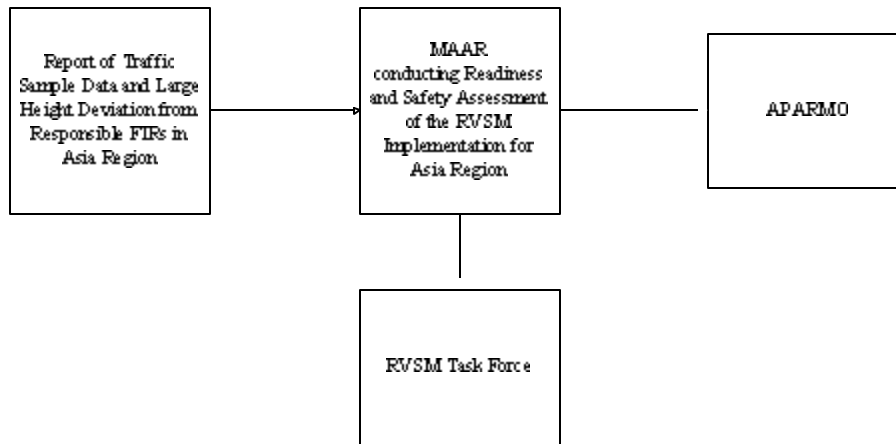 Report of Traffic
Sample Data and Large
Height Deviation from
Responsible FIRs in
Asia Region
MAAR
conducting Readiness
and Safety Assessment
of the RVSM
Implementation for
Asia Region
APARMO
RVSM Task Force